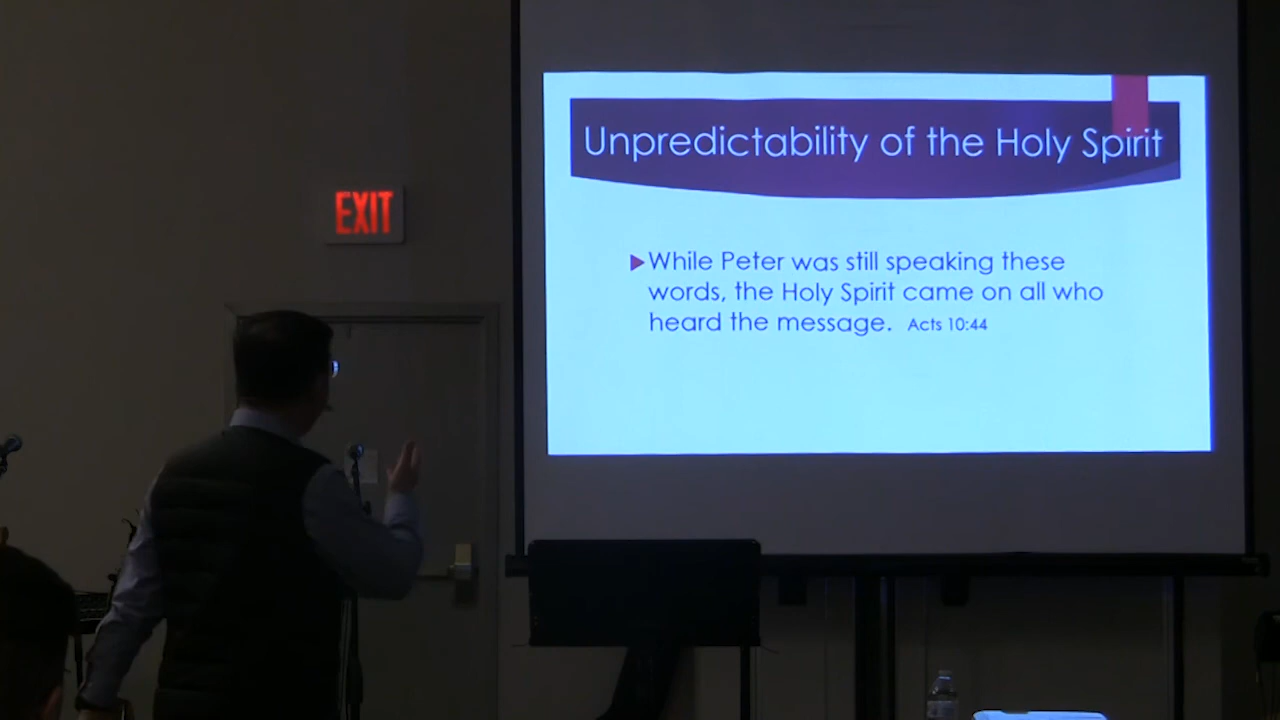 Unpredictability of the Holy Spirit
EXIT
While Peter was still speaking these
words, the Holy Spirit came on all who
heard the message. Acts 10:44